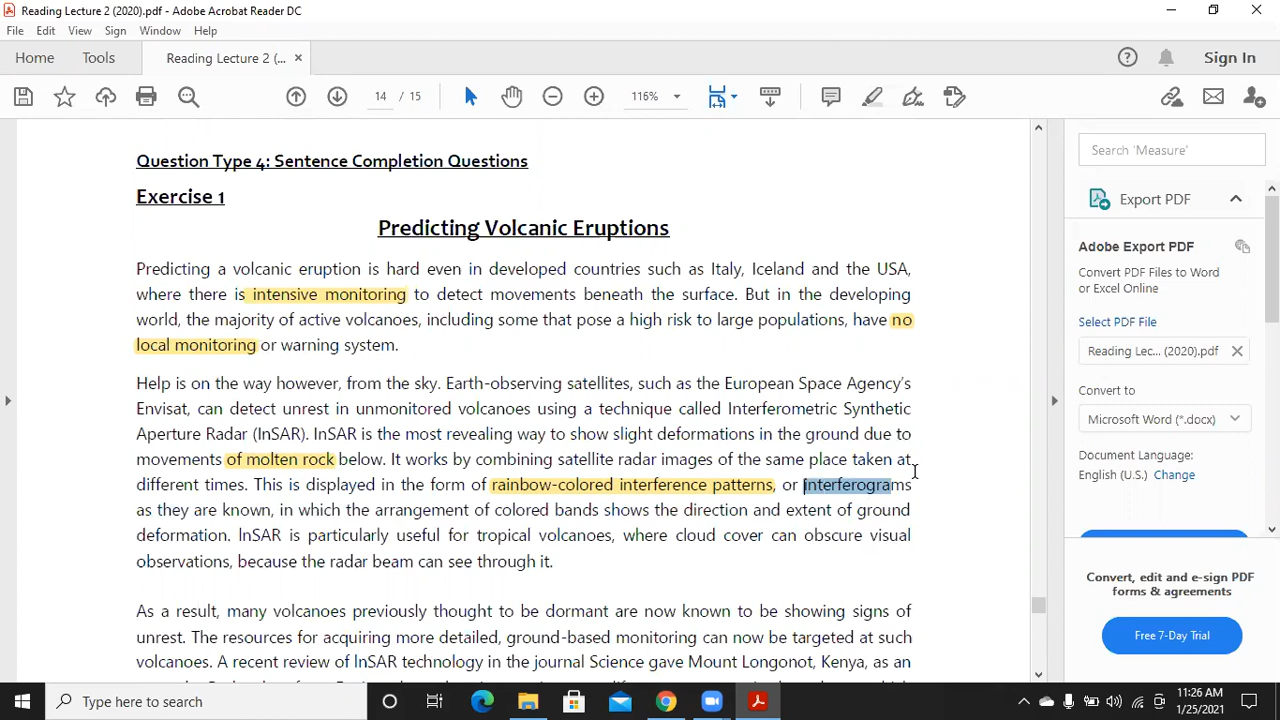 Reading Lecture 2 (2020).pdf - Adobe Acrobat Reader DC
File Edit View Sign Window Help
Home Tools Reading Lecture 2 (... Sign In
14 / 15 116%
Question Type 4: Sentence Completion Questions
Exercise 1
Predicting Volcanic Eruptions
Predicting a volcanic eruption is hard even in developed countries such as Italy, Iceland and the USA,
where there is intensive monitoring to detect movements beneath the surface. But in the developing
world, the majority of active volcanoes, including some that pose a high risk to large populations, have no
local monitoring or warning system.
Help is on the way however, from the sky. Earth-observing satellites, such as the European Space Agency's
Envisat, can detect unrest in unmonitored volcanoes using a technique called Interferometric Synthetic
Aperture Radar (InSAR). InSAR is the most revealing way to show slight deformations in the ground due to
movements of molten rock below. It works by combining satellite radar images of the same place taken at
different times. This is displayed in the form of rainbow-colored interference patterns, or interferograms
as they are known, in which the arrangement of colored bands shows the direction and extent of ground
deformation. InSAR is particularly useful for tropical volcanoes, where cloud cover can obscure visual
observations, because the radar beam can see through it.
As a result, many volcanoes previously thought to be dormant are now known to be showing signs of
unrest. The resources for acquiring more detailed, ground-based monitoring can now be targeted at such
volcanoes. A recent review of InSAR technology in the journal Science gave Mount Longonot, Kenya, as an
Search 'Measure'
Export PDF
Adobe Export PDF
Convert PDF Files to Word
or Excel Online
Select PDF File
Reading Lec... (2020).pdf
Convert to
Microsoft Word (*.docx)
Document Language:
English (U.S.) Change
Convert, edit and e-sign PDF
forms & agreements
Free 7-Day Trial
Type here to search
11:26 AM
1/25/2021